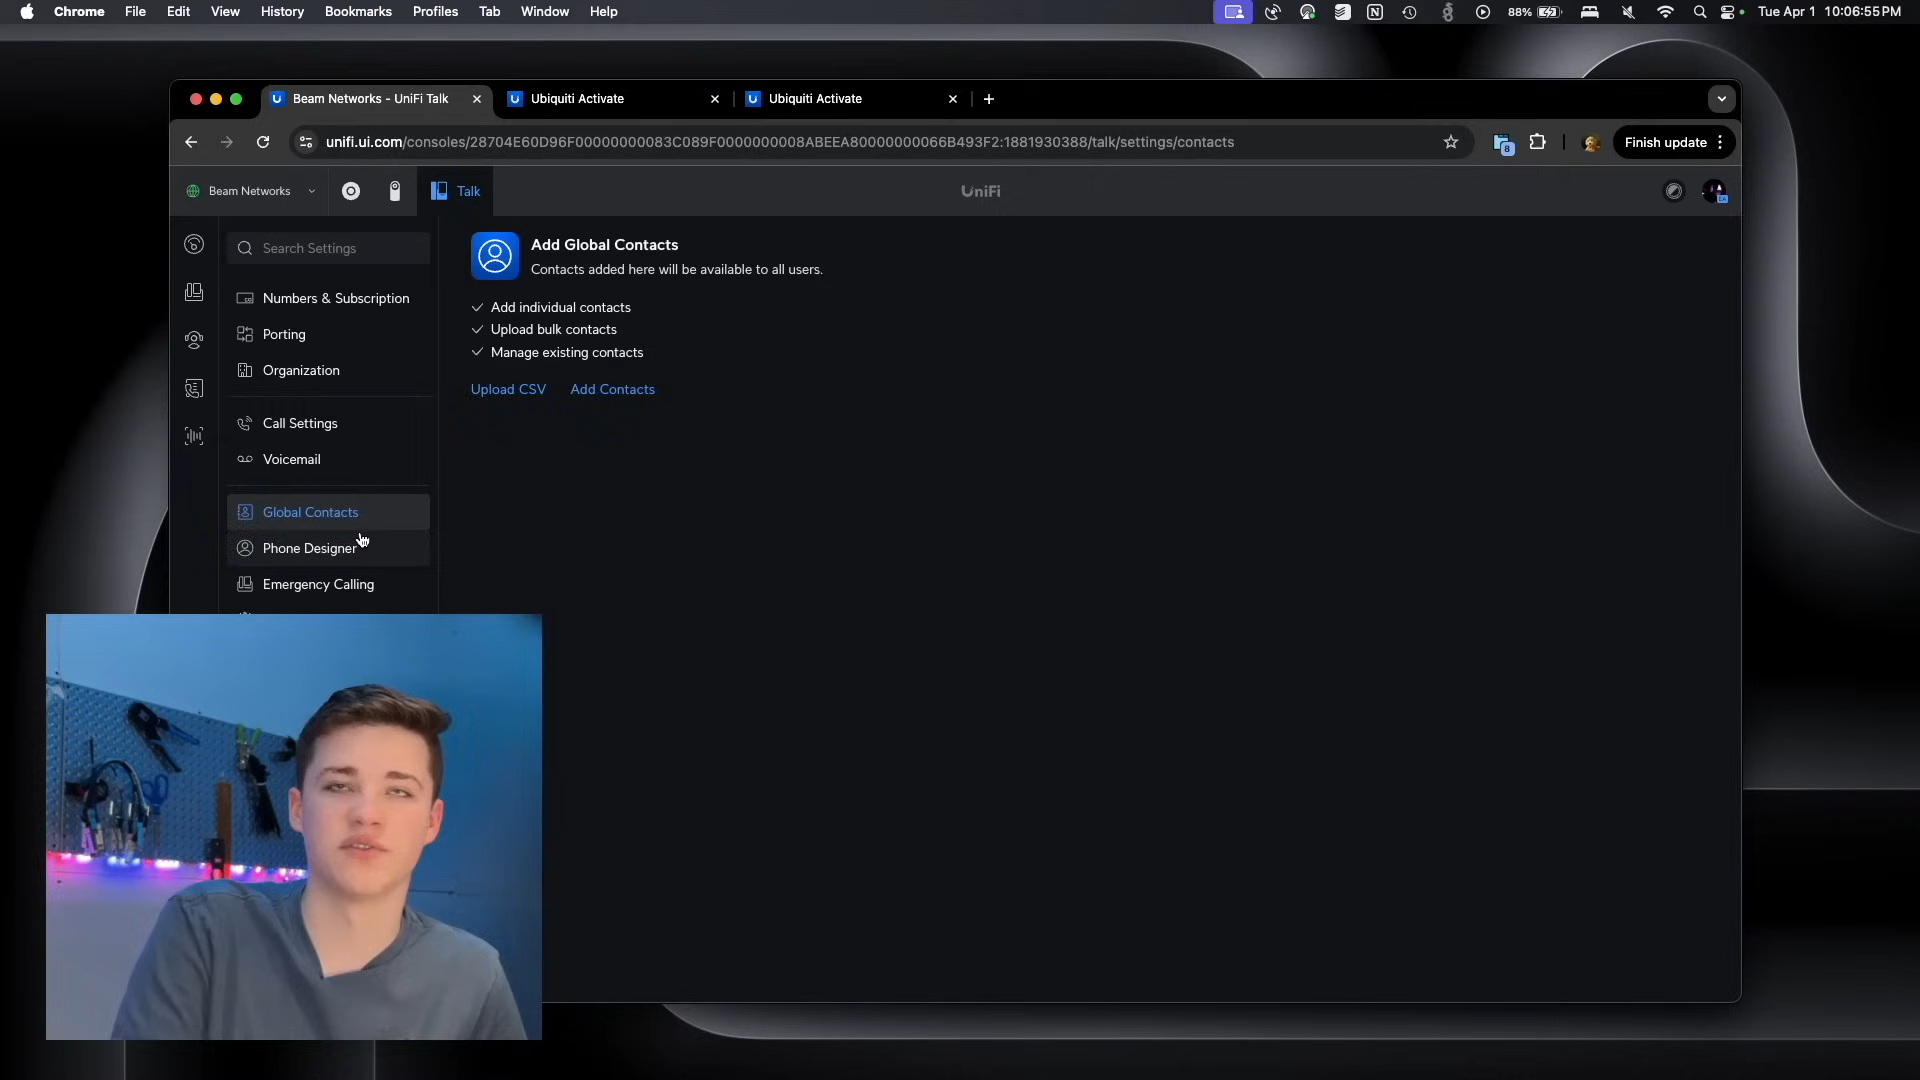 Chrome File Edit View History Bookmarks Profiles Tab Window Help
88% Tue Apr 1 10:06:55 PM
Beam Networks - UniFi Talk
Ubiquiti Activate
Ubiquiti Activate
unifi.ui.com/consoles/28704E60D96F00000000083C089F0000000008ABEEA80000000066B493F2:1881930388/talk/settings/contacts
8
Finish update
Beam Networks
Talk
UniFi
Search Settings
Numbers & Subscription
Porting
Organization
Call Settings
Voicemail
Global Contacts
Phone Designer
Emergency Calling
Add Global Contacts
Contacts added here will be available to all users.
Add individual contacts
Upload bulk contacts
Manage existing contacts
Upload CSV Add Contacts